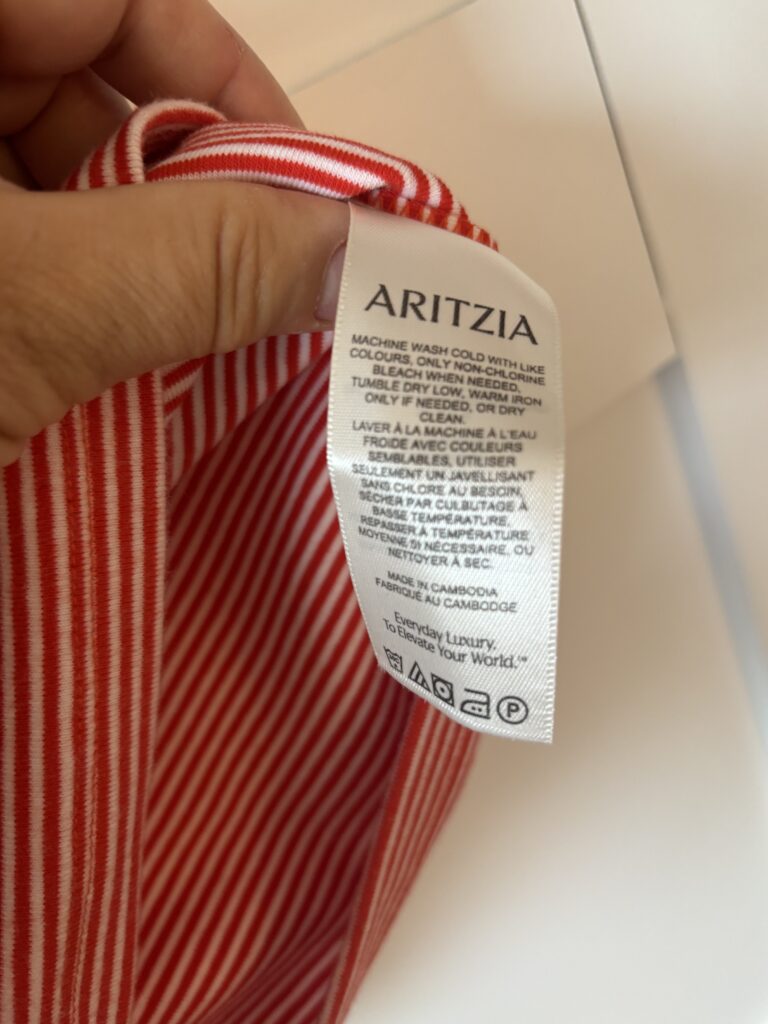 ARITZIA
MACHINE WASH COLD WITH LIKE
COLOURS, ONLY NON-CHLORINE
BLEACH WHEN NEEDED,
TUMBLE DRY LOW, WARM IRON
ONLY IF NEEDED, OR DRY
CLEAN.
LAVER À LA MACHINE À L'EAU
FROIDE AVEC COULEURS
SEMBLABLES, UTILISER
SEULEMENT UN JAVELLISANT
SANS CHLORE AU BESOIN,
SÉCHER PAR CULBUTAGE À
BASSE TEMPÉRATURE,
REPASSER À TEMPÉRATURE
MOYENNE SI NÉCESSAIRE, OU
NETTOYER À SEC.
MADE IN CAMBODIA
FABRIQUÉ AU CAMBODGE
Everyday Luxury.
To Elevate Your World.™
P